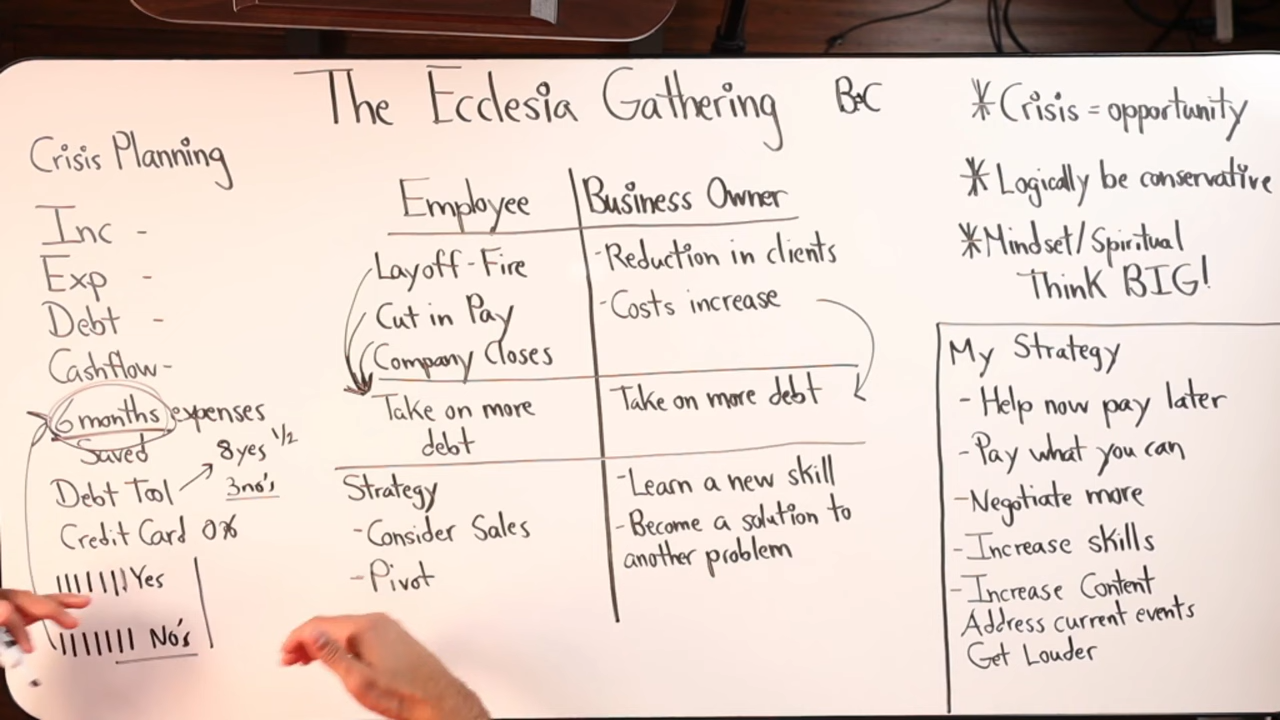 The Ecclesia Gathering
Crisis Planning
Inc -
Exp -
Debt -
Cashflow -
6 months expenses
Saved
8 yes 1/2
Debt Tool
3 no's
Credit Card 0%
Yes
No's
Employee
Layoff - Fire
Cut in Pay
Company Closes
Take on more
debt
Strategy
- Consider Sales
- Pivot
Business Owner
- Reduction in clients
- Costs increase
Take on more debt
- Learn a new skill
- Become a solution to
another problem
* Crisis = opportunity
* Logically be conservative
* Mindset/Spiritual
Think BIG!
My Strategy
- Help now pay later
- Pay what you can
- Negotiate more
- Increase skills
- Increase Content
Address current events
Get Louder